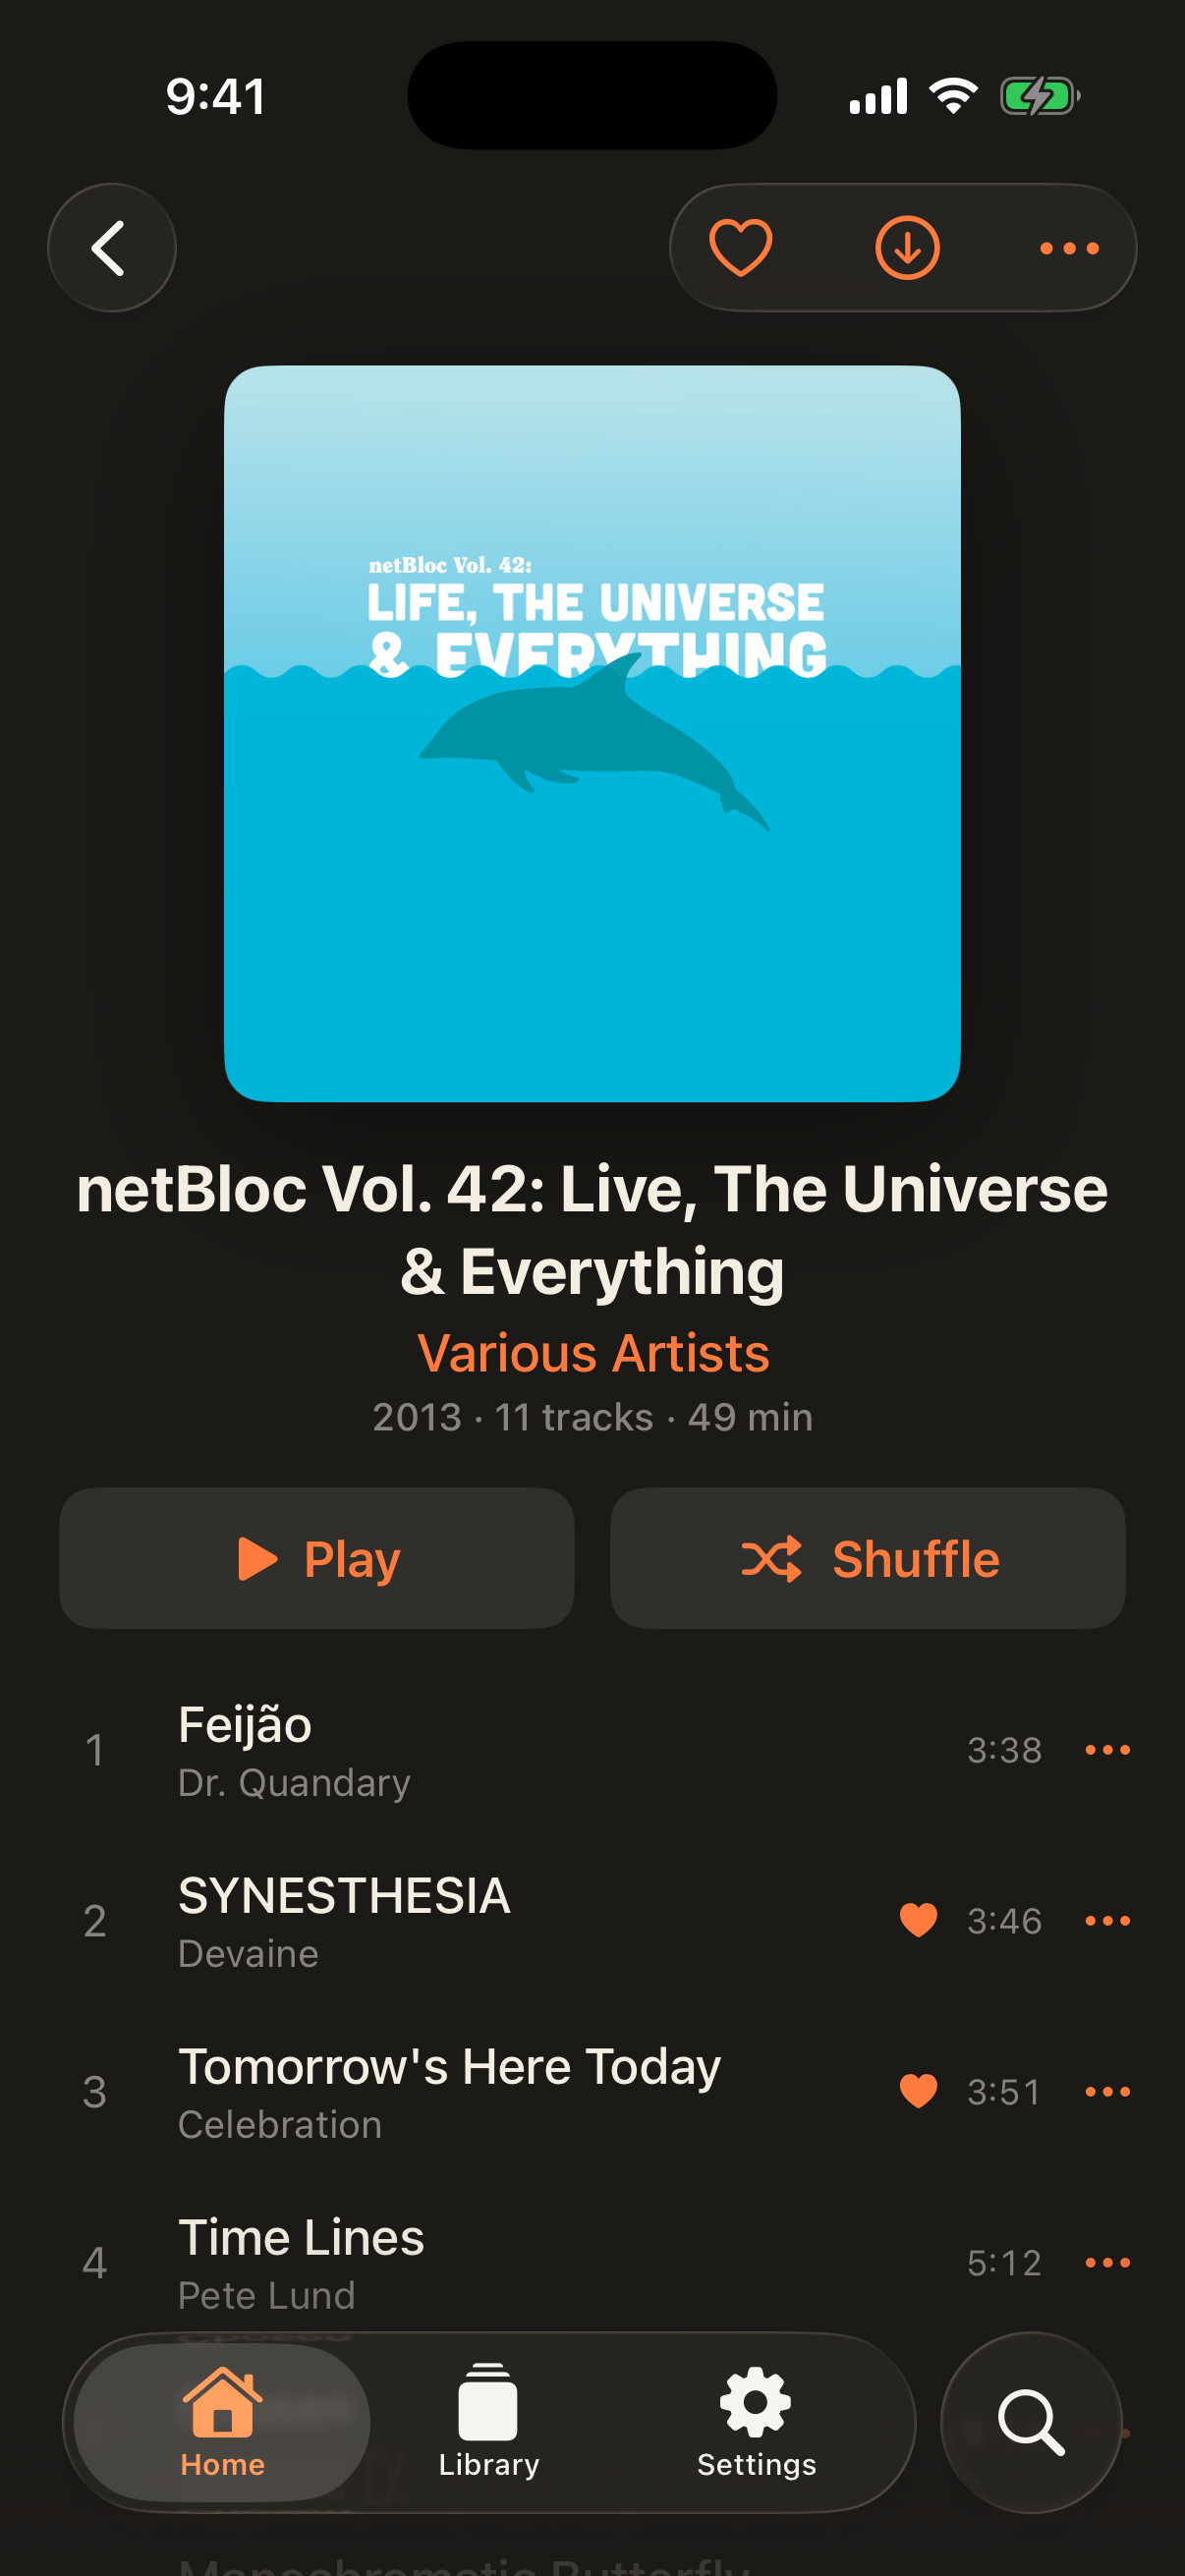 9:41
netBloc Vol. 42:
LIFE, THE UNIVERSE
& EVERYTHING
netBloc Vol. 42: Live, The Universe
& Everything
Various Artists
2013 · 11 tracks · 49 min
Play
Shuffle
1
Feijão
Dr. Quandary
3:38
2
SYNESTHESIA
Devaine
3:46
3
Tomorrow's Here Today
Celebration
3:51
4
Time Lines
Pete Lund
5:12
Home
Library
Settings
Monochromatic Butterfly